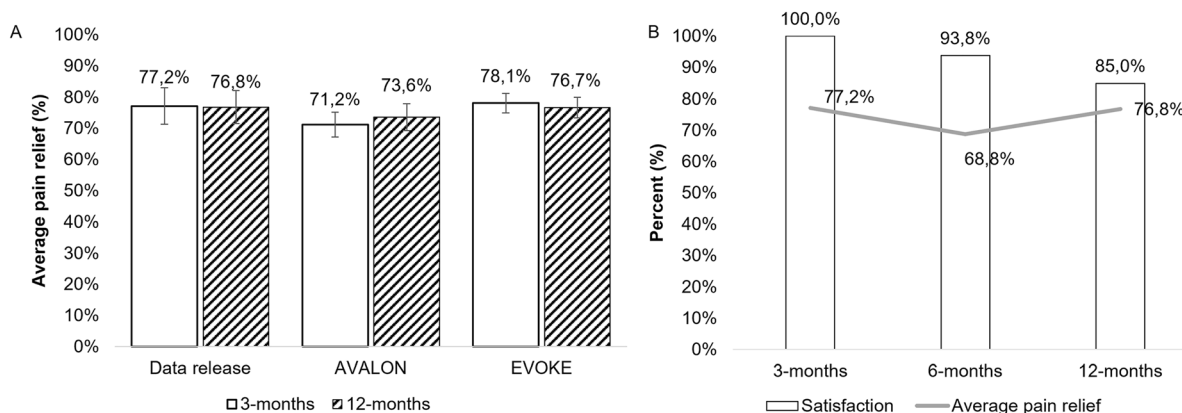 A
Average pain relief (%)
100%
90%
80%
70%
60%
50%
40%
30%
20%
10%
0%
77,2%
76,8%
71,2%
73,6%
78,1%
76,7%
Data release
AVALON
EVOKE
3-months
12-months
B
Percent (%)
100%
90%
80%
70%
60%
50%
40%
30%
20%
10%
0%
100,0%
93,8%
85,0%
77,2%
68,8%
76,8%
3-months
6-months
12-months
Satisfaction
Average pain relief